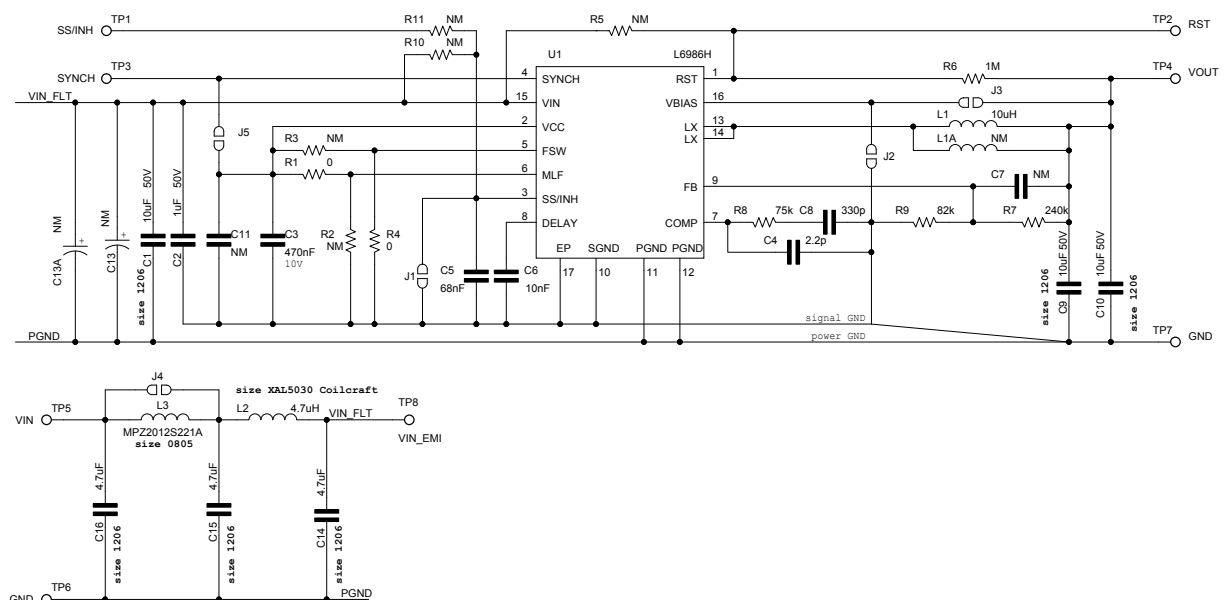 TP1
SS/INH
R11 NM
R10 NM
R5 NM
TP2
RST
TP3
SYNCH
U1
L6986H
R6 1M
TP4
VOUT
VIN_FLT
4 SYNCH
15 VIN
2 VCC
5 FSW
6 MLF
3 SS/INH
8 DELAY
RST 1
VBIAS 16
LX 13
LX 14
FB 9
COMP 7
EP 17
SGND 10
PGND 11
PGND 12
J3
L1 10uH
L1A NM
J5
J2
R3 NM
R1 0
C7 NM
R8 75k
C8 330p
R9 82k
R7 240k
C4 2.2p
C13A NM
C13 NM
C1 10uF 50V
size 1206
C2 1uF 50V
C11
NM
C3
470nF
10V
R2
NM
R4
0
J1
C5
68nF
C6
10nF
C9 10uF 50V
size 1206
C10 10uF 50V
size 1206
signal GND
power GND
PGND
TP7
GND
J4
size XAL5030 Coilcraft
VIN
TP5
L3
MPZ2012S221A
size 0805
L2 4.7uH
VIN_FLT
TP8
VIN_EMI
C16 4.7uF
size 1206
C15 4.7uF
size 1206
C14 4.7uF
size 1206
GND
TP6
PGND